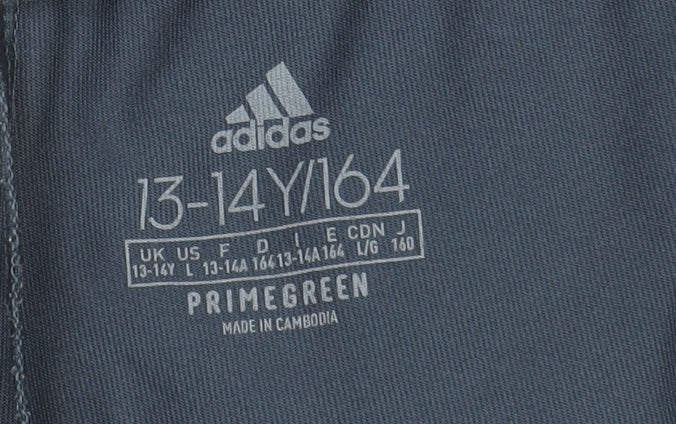 adidas
13-14Y/164
UK US F D I E CDN J
13-14Y L 13-14A 164 13-14A 164 L/G 160
PRIMEGREEN
MADE IN CAMBODIA